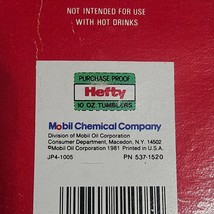 NOT INTENDED FOR USE
WITH HOT DRINKS
PURCHASE PROOF
Hefty
10 OZ. TUMBLERS
Mobil Chemical Company
Division of Mobil Oil Corporation
Consumer Department, Macedon, N.Y. 14502
©Mobil Oil Corporation 1981 Printed in U.S.A.
JP4-1005 PN 537-1520